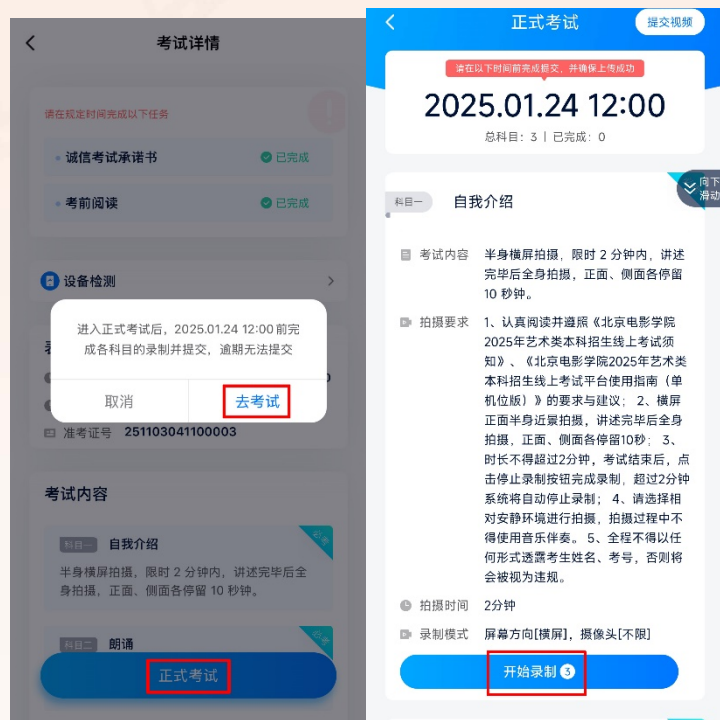 考试详情
请在规定时间完成以下任务
诚信考试承诺书
已完成
考前阅读
已完成
设备检测
进入正式考试后，2025.01.24 12:00前完
成各科目的录制并提交，逾期无法提交
取消
去考试
准考证号 251103041100003
考试内容
科目一 自我介绍
必考
半身横屏拍摄，限时 2 分钟内，讲述完毕后全
身拍摄，正面、侧面各停留 10 秒钟。
科目二 朗诵
必考
正式考试
正式考试
提交视频
请在以下时间前完成提交，并确保上传成功
2025.01.24 12:00
总科目：3 | 已完成：0
向下
滑动
科目一 自我介绍
考试内容 半身横屏拍摄，限时 2 分钟内，讲述
完毕后全身拍摄，正面、侧面各停留
10 秒钟。
拍摄要求 1、认真阅读并遵照《北京电影学院
2025年艺术类本科招生线上考试须
知》、《北京电影学院2025年艺术类
本科招生线上考试平台使用指南（单
机位版）》的要求与建议； 2、横屏
正面半身近景拍摄，讲述完毕后全身
拍摄，正面、侧面各停留10秒； 3、
时长不得超过2分钟，考试结束后，点
击停止录制按钮完成录制，超过2分钟
系统将自动停止录制； 4、请选择相
对安静环境进行拍摄，拍摄过程中不
得使用音乐伴奏。 5、全程不得以任
何形式透露考生姓名、考号，否则将
会被视为违规。
拍摄时间 2分钟
录制模式 屏幕方向[横屏]，摄像头[不限]
开始录制 3